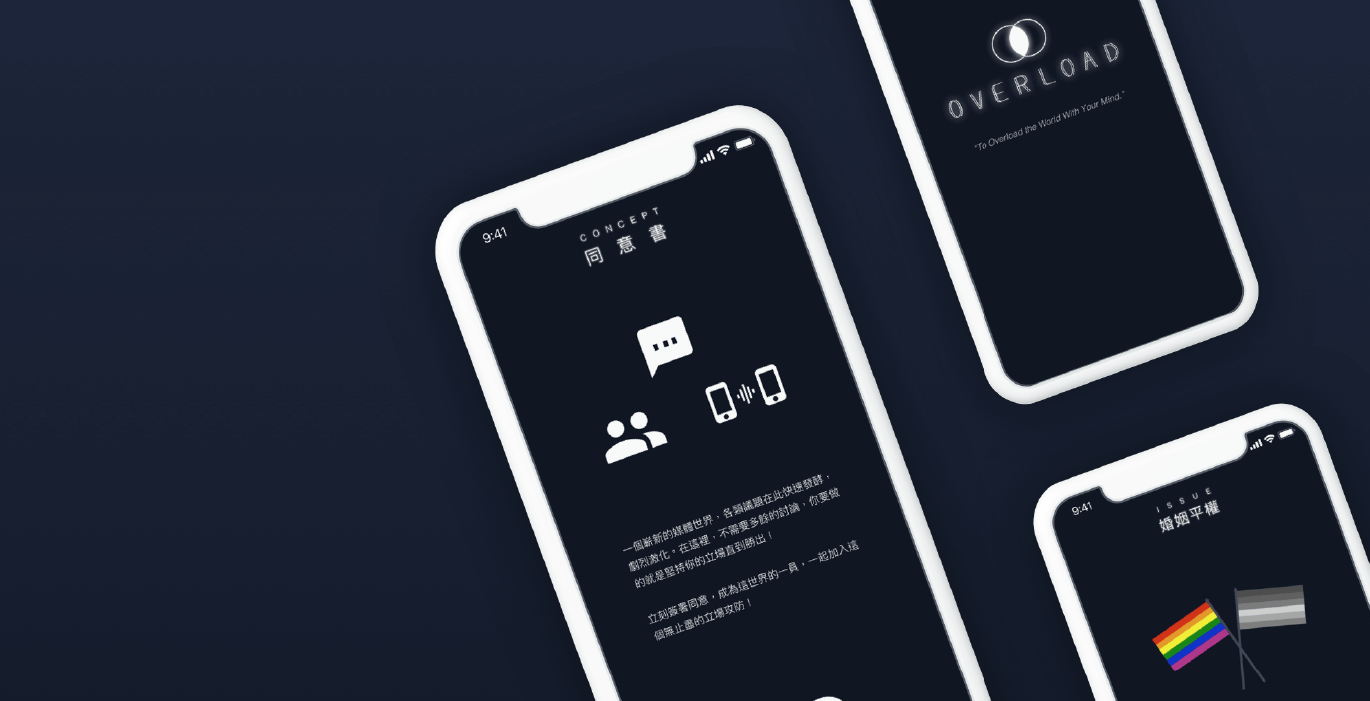 OVERLOAD
"To Overload the World With Your Mind."
9:41
CONCEPT
同意書
一個嶄新的媒體世界，各類議題在此快速發酵，
劇烈激化。在這裡，不需要多餘的討論，你要做
的就是堅持你的立場直到勝出！
立刻簽署同意，成為這世界的一員，一起加入這
個無止盡的立場攻防！
9:41
ISSUE
婚姻平權